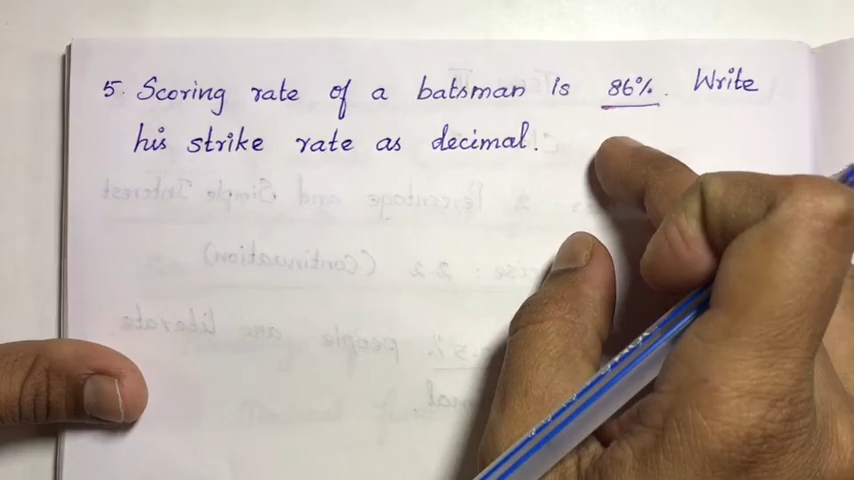 5. Scoring rate of a batsman is 86%. Write
his strike rate as decimal.